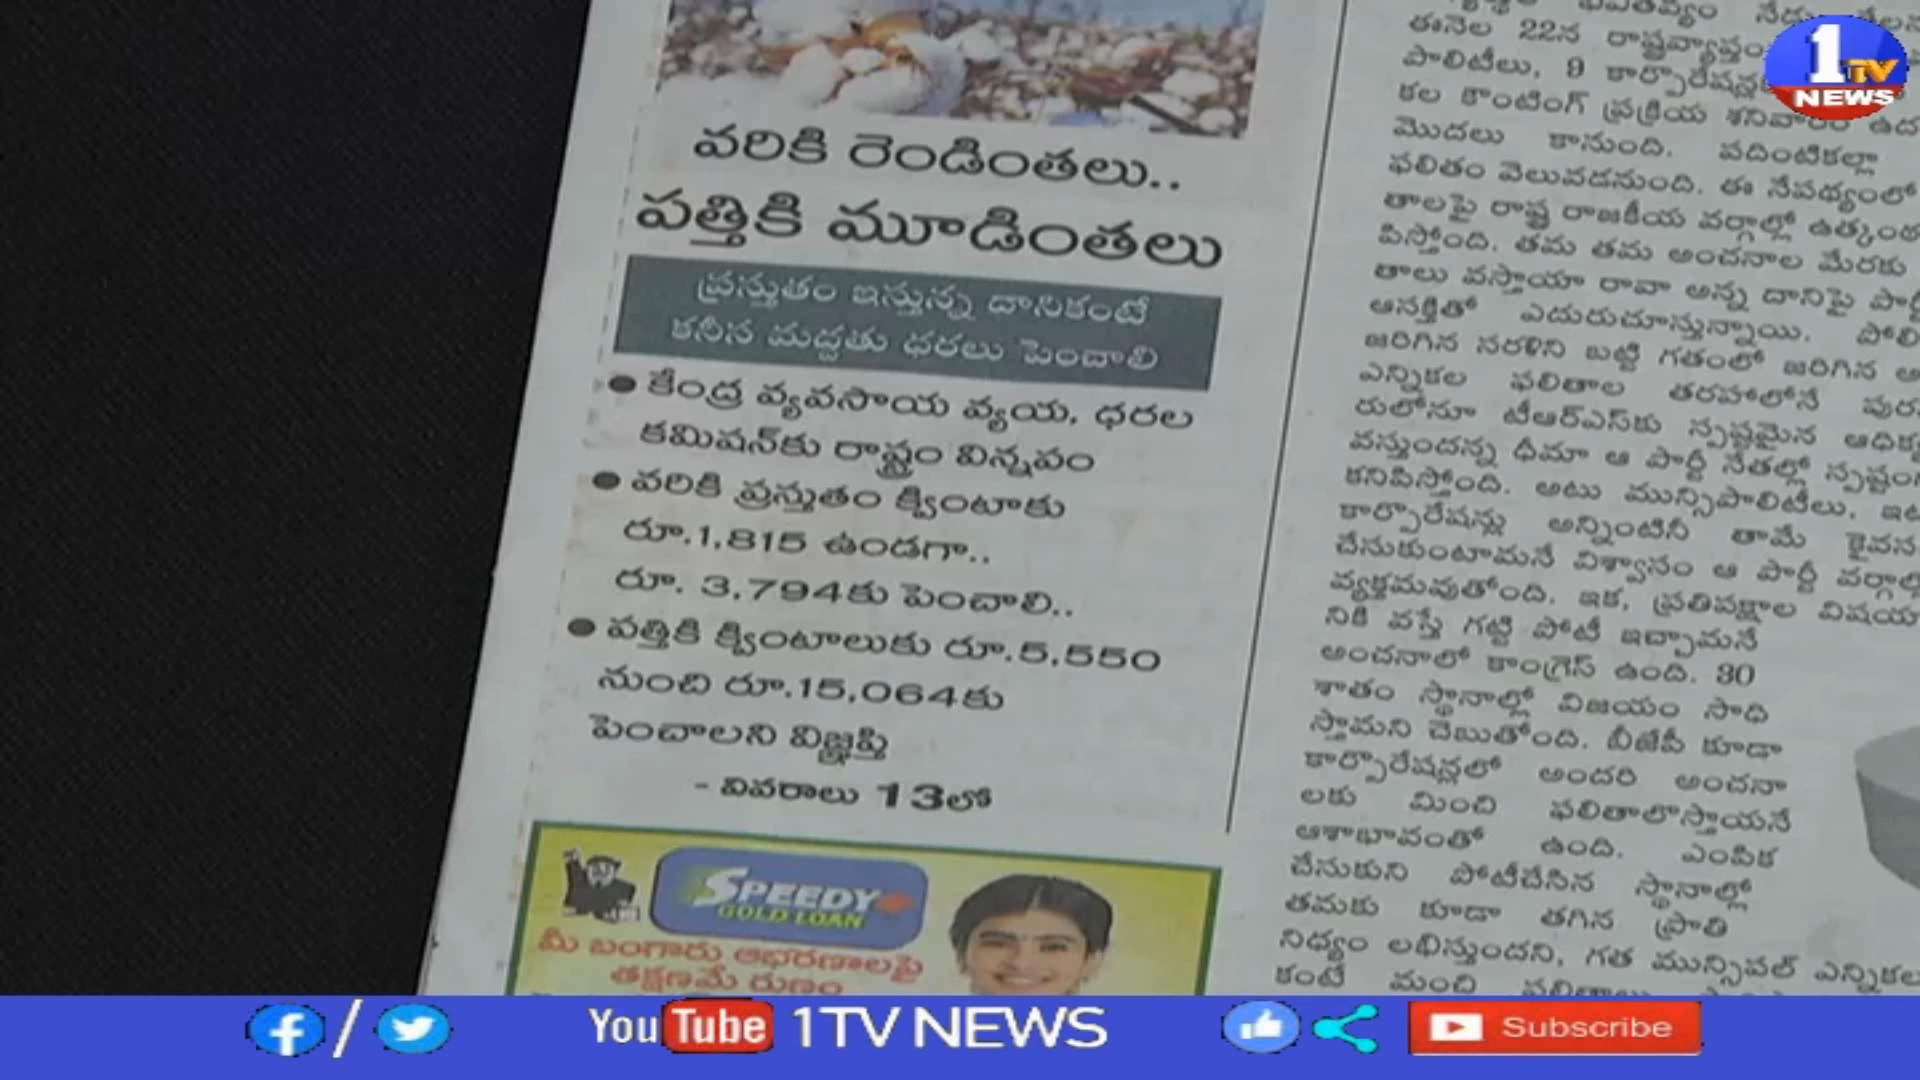 వరికి రెండింతలు..
పత్తికి మూడింతలు
ప్రస్తుతం ఇస్తున్న దానికంటే
కనీస మద్దతు ధరలు పెంచాలి
● కేంద్ర వ్యవసాయ వ్యయ, ధరల
కమిషన్‌కు రాష్ట్రం విన్నపం
● వరికి ప్రస్తుతం క్వింటాకు
రూ.1,815 ఉండగా..
రూ. 3,794కు పెంచాలి..
● పత్తికి క్వింటాలుకు రూ.5,550
నుంచి రూ.15,064కు
పెంచాలని విజ్ఞప్తి
- వివరాలు 13లో
SPEEDY
GOLD LOAN
మీ బంగారు ఆభరణాలపై
తక్షణమే రుణం
ఈనెల 22న రాష్ట్రవ్యాప్తం
పాలిటీలు, 9 కార్పొరేషన్ల
కల కౌంటింగ్ ప్రక్రియ శనివారం ఉద
మొదలు కానుంది. పదింటికల్లా
ఫలితం వెలువడనుంది. ఈ నేపథ్యంలో
తాలపై రాష్ట్ర రాజకీయ వర్గాల్లో ఉత్కంఠ
పిస్తోంది. తమ తమ అంచనాల మేరకు
తాలు వస్తాయా రావా అన్న దానిపై పార్టీ
ఆసక్తితో ఎదురుచూస్తున్నాయి. పోలి
జరిగిన సరళిని బట్టి గతంలో జరిగిన అ
ఎన్నికల ఫలితాల తరహాలోనే పుర
రులోనూ టీఆర్ఎస్‌కు స్పష్టమైన ఆధిక్య
వస్తుందన్న ధీమా ఆ పార్టీ నేతల్లో స్పష్టం
కనిపిస్తోంది. అటు మున్సిపాలిటీలు, ఇటు
కార్పొరేషన్లు అన్నింటినీ తామే కైవస
చేసుకుంటామనే విశ్వాసం ఆ పార్టీ వర్గాల్లో
వ్యక్తమవుతోంది. ఇక, ప్రతిపక్షాల విషయా
నికి వస్తే గట్టి పోటీ ఇచ్చామనే
అంచనాలో కాంగ్రెస్ ఉంది. 30
శాతం స్థానాల్లో విజయం సాధి
స్తామని చెబుతోంది. బీజేపీ కూడా
కార్పొరేషన్లలో అందరి అంచనా
లకు మించి ఫలితాలొస్తాయనే
ఆశాభావంతో ఉంది. ఎంపిక
చేసుకుని పోటీచేసిన స్థానాల్లో
తమకు కూడా తగిన ప్రాతి
నిధ్యం లభిస్తుందని, గత మున్సిపల్ ఎన్నికల
కంటే మంచి ఫలితాలు
1
TV
NEWS
YouTube 1TV NEWS
Subscribe